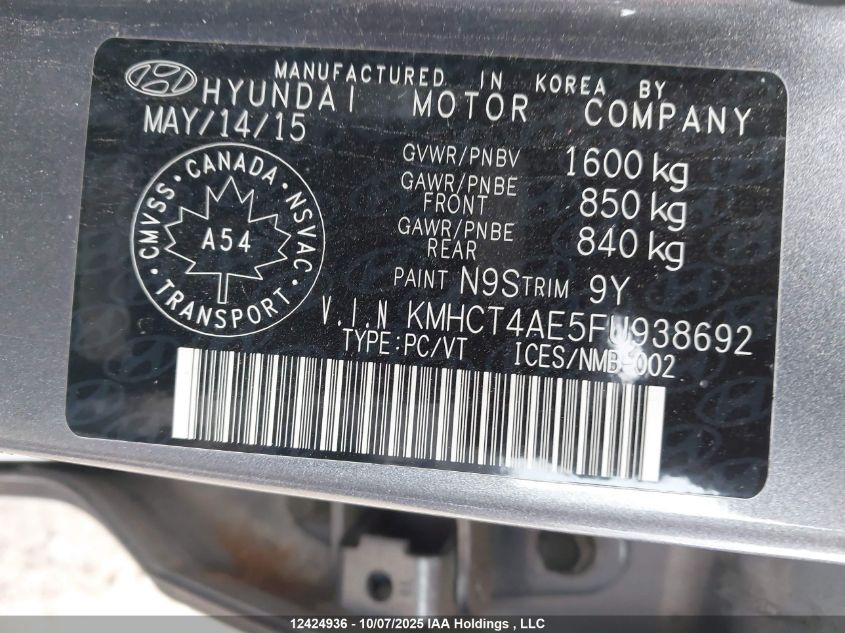 MANUFACTURED IN KOREA BY
HYUNDAI MOTOR COMPANY
MAY/14/15
GVWR/PNBV 1600 kg
GAWR/PNBE FRONT 850 kg
GAWR/PNBE REAR 840 kg
CMVSS · CANADA · NSVAC
A54
TRANSPORT
PAINT N9S TRIM 9Y
V.I.N KMHCT4AE5FU938692
TYPE:PC/VT ICES/NMB-002
12424936 - 10/07/2025 IAA Holdings , LLC